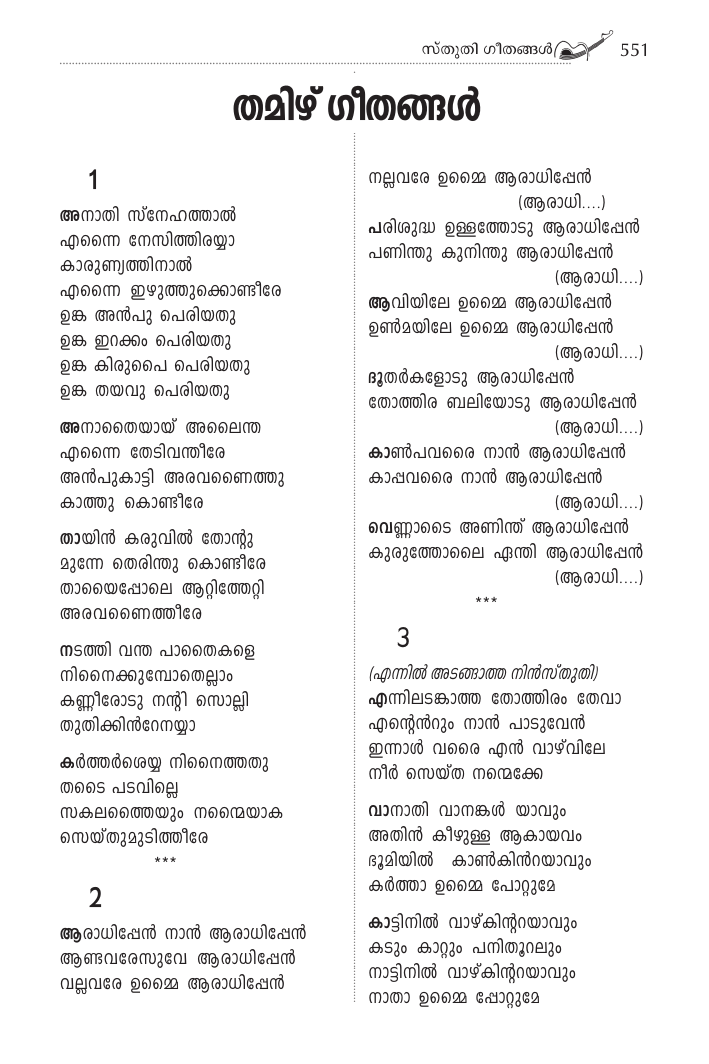 സ്തുതി ഗീതങ്ങൾ 551
തമിഴ് ഗീതങ്ങൾ
1
അനാതി സ്നേഹത്താൽ
എന്നൈ നേസിത്തിരയ്യാ
കാരുണ്യത്തിനാൽ
എന്നൈ ഇഴുത്തുക്കൊണ്ടീരേ
ഉങ്ക അൻപു പെരിയതു
ഉങ്ക ഇറക്കം പെരിയതു
ഉങ്ക കിരുപൈ പെരിയതു
ഉങ്ക തയവു പെരിയതു
അനാതൈയായ് അലൈന്ത
എന്നൈ തേടിവന്തീരേ
അൻപുകാട്ടി അരവണൈത്തു
കാത്തു കൊണ്ടീരേ
തായിൻ കരുവിൽ തോന്റു
മുന്നേ തെരിന്തു കൊണ്ടീരേ
തായൈപ്പോലെ ആറ്റിത്തേറ്റി
അരവണൈത്തീരേ
നടത്തി വന്ത പാതൈകളെ
നിനൈക്കുമ്പോതെല്ലാം
കണ്ണീരോടു നന്റി സൊല്ലി
തുതിക്കിൻറേനയ്യാ
കർത്തർശെയ്യ നിനൈത്തതു
തടൈ പടവില്ലെ
സകലത്തൈയും നന്മൈയാക
സെയ്തുമുടിത്തീരേ
***
2
ആരാധിപ്പേൻ നാൻ ആരാധിപ്പേൻ
ആണ്ടവരേസുവേ ആരാധിപ്പേൻ
വല്ലവരേ ഉമ്മൈ ആരാധിപ്പേൻ
നല്ലവരേ ഉമ്മൈ ആരാധിപ്പേൻ
(ആരാധി....)
പരിശുദ്ധ ഉള്ളത്തോടു ആരാധിപ്പേൻ
പണിന്തു കുനിന്തു ആരാധിപ്പേൻ
(ആരാധി....)
ആവിയിലേ ഉമ്മൈ ആരാധിപ്പേൻ
ഉൺമയിലേ ഉമ്മൈ ആരാധിപ്പേൻ
(ആരാധി....)
ദൂതർകളോടു ആരാധിപ്പേൻ
തോത്തിര ബലിയോടു ആരാധിപ്പേൻ
(ആരാധി....)
കാൺപവരൈ നാൻ ആരാധിപ്പേൻ
കാപ്പവരൈ നാൻ ആരാധിപ്പേൻ
(ആരാധി....)
വെണ്ണാടൈ അണിന്ത് ആരാധിപ്പേൻ
കുരുത്തോലൈ ഏന്തി ആരാധിപ്പേൻ
(ആരാധി....)
***
3
(എന്നിൽ അടങ്ങാത്ത നിൻസ്തുതി)
എന്നിലടങ്കാത്ത തോത്തിരം തേവാ
എന്റെൻറും നാൻ പാടുവേൻ
ഇന്നാൾ വരൈ എൻ വാഴ്‌വിലേ
നീർ സെയ്ത നന്മെക്കേ
വാനാതി വാനങ്കൾ യാവും
അതിൻ കീഴുള്ള ആകായവം
ഭൂമിയിൽ കാൺകിൻറയാവും
കർത്താ ഉമ്മൈ പോറ്റുമേ
കാട്ടിനിൽ വാഴ്കിന്റയാവും
കടും കാറ്റും പനിതൂറലും
നാട്ടിനിൽ വാഴ്കിന്റയാവും
നാതാ ഉമ്മൈ പ്പോറ്റുമേ